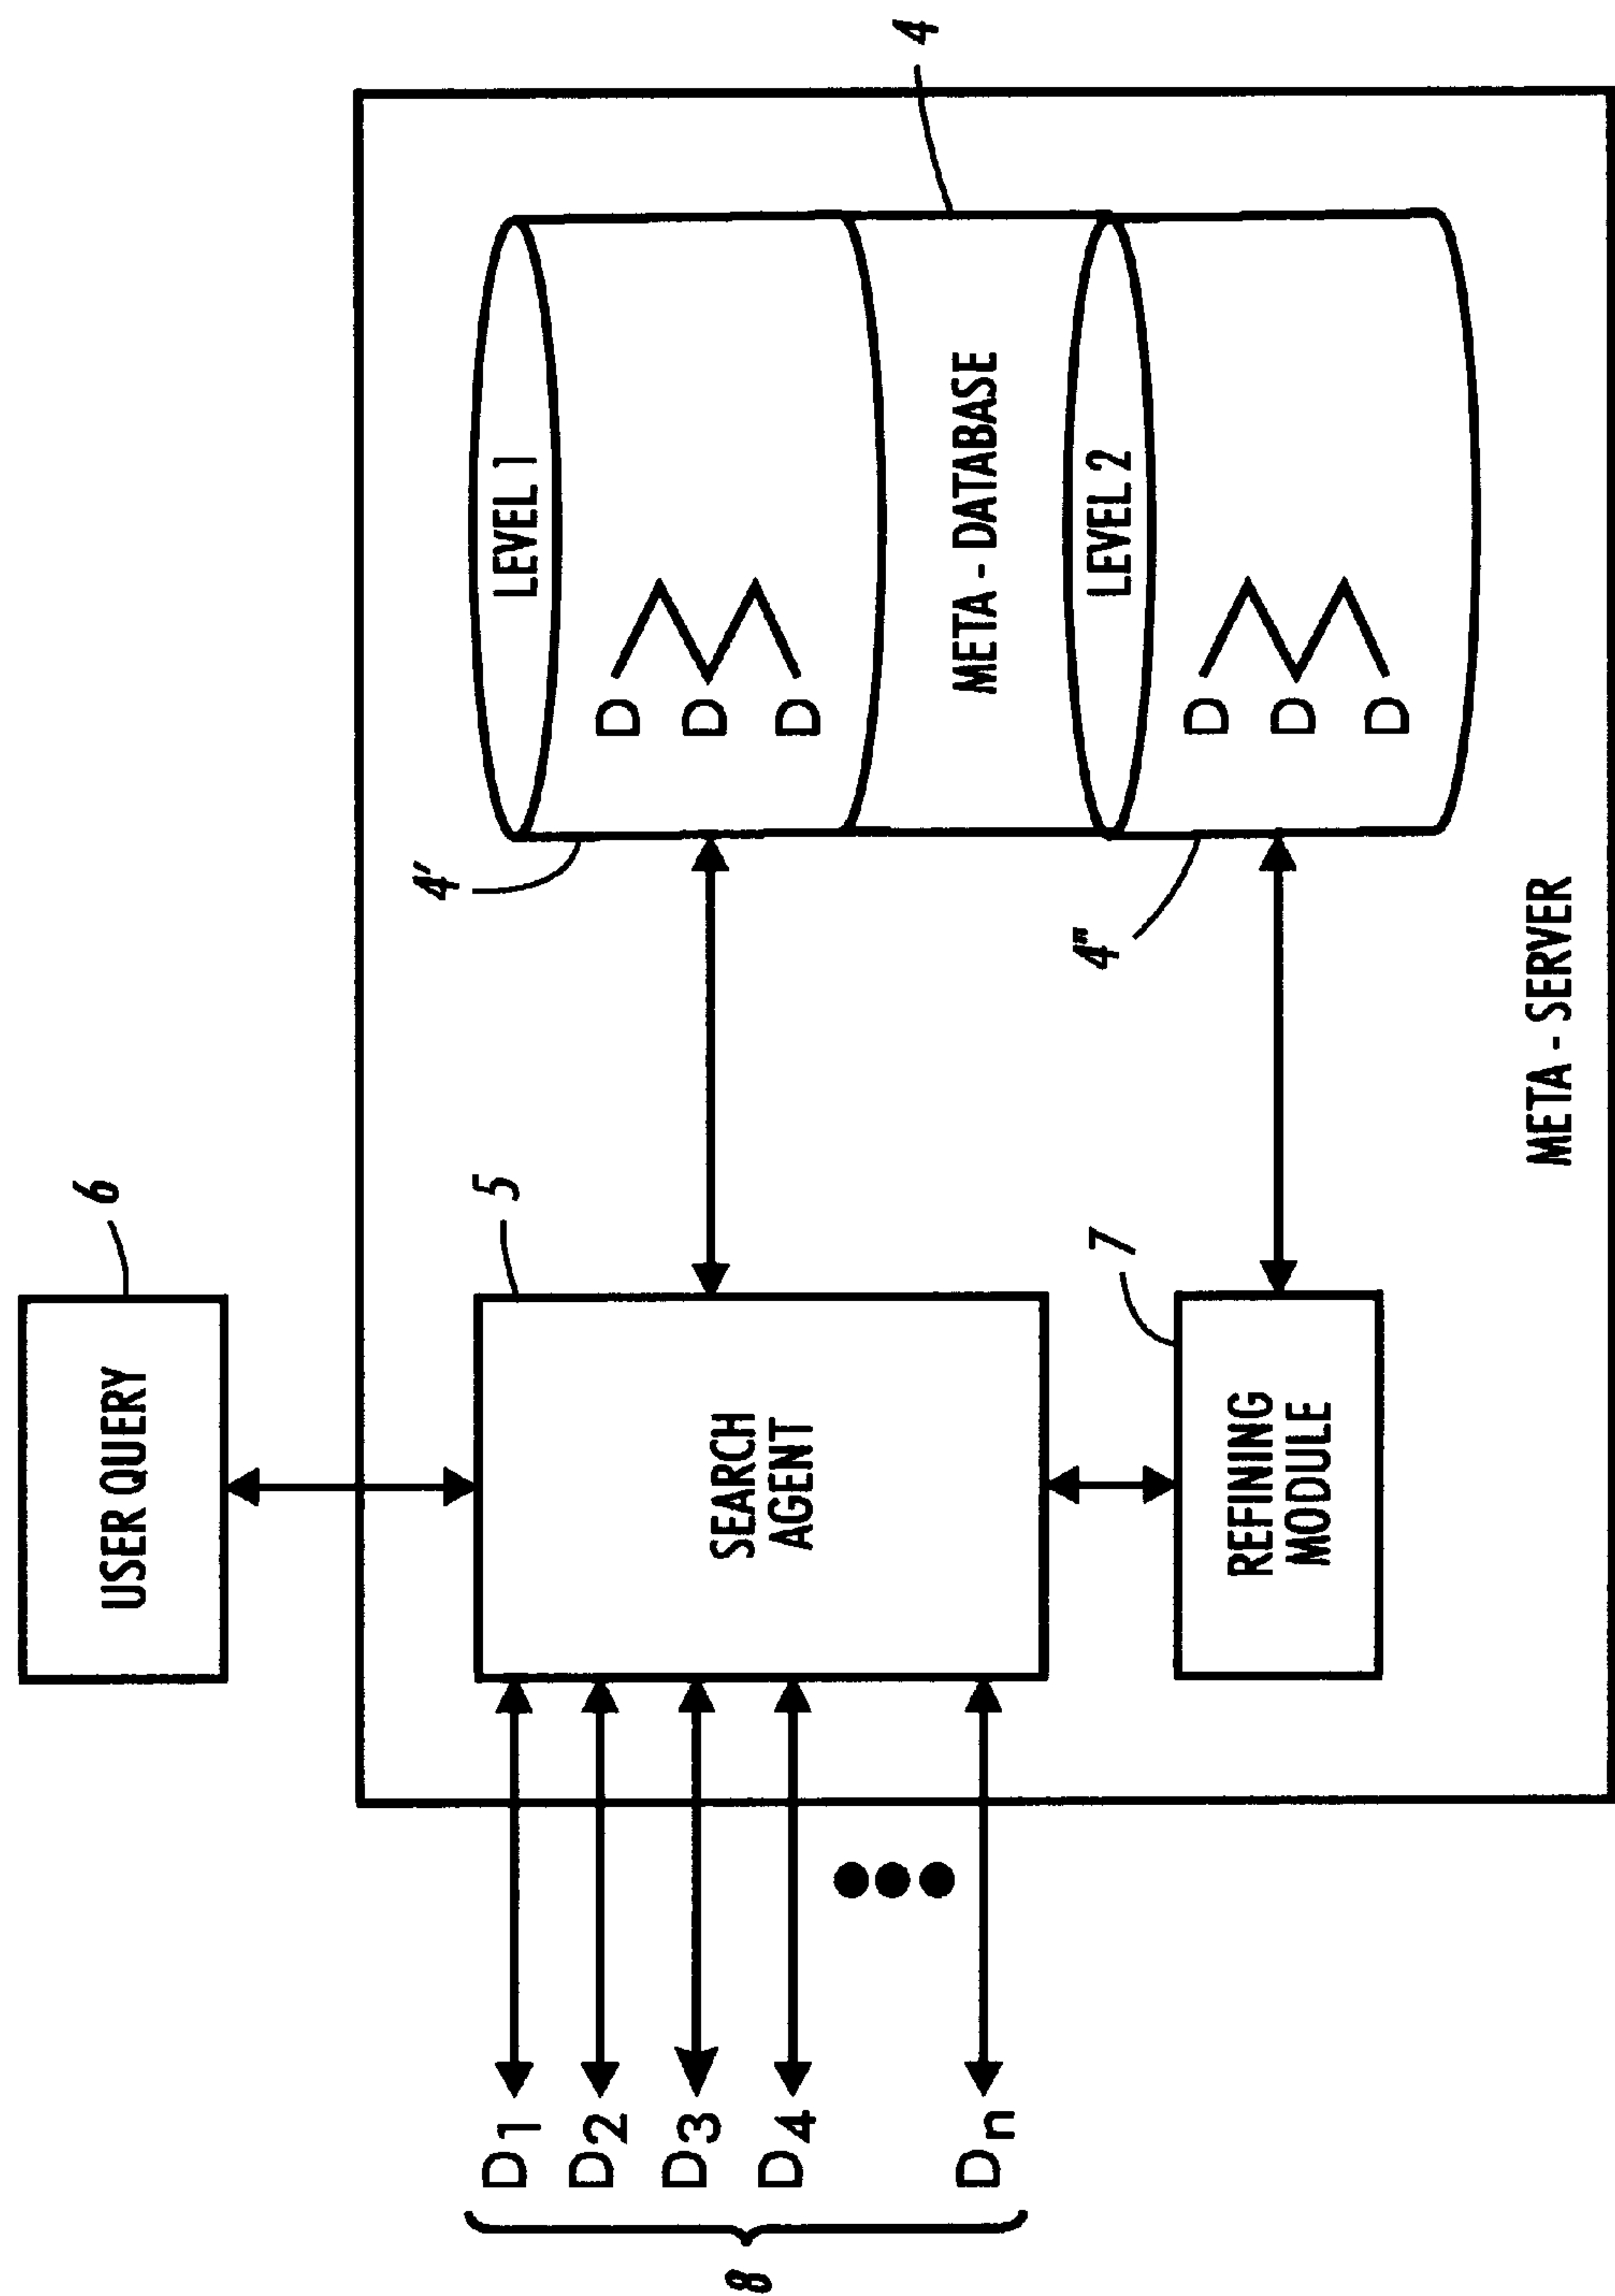 USER QUERY
6
D1
D2
D3
D4
Dn
8
SEARCH
AGENT
5
REFINING
MODULE
7
4'
LEVEL 1
D
D
D
META - DATABASE
4
4"
LEVEL 2
D
D
D
META - SERVER